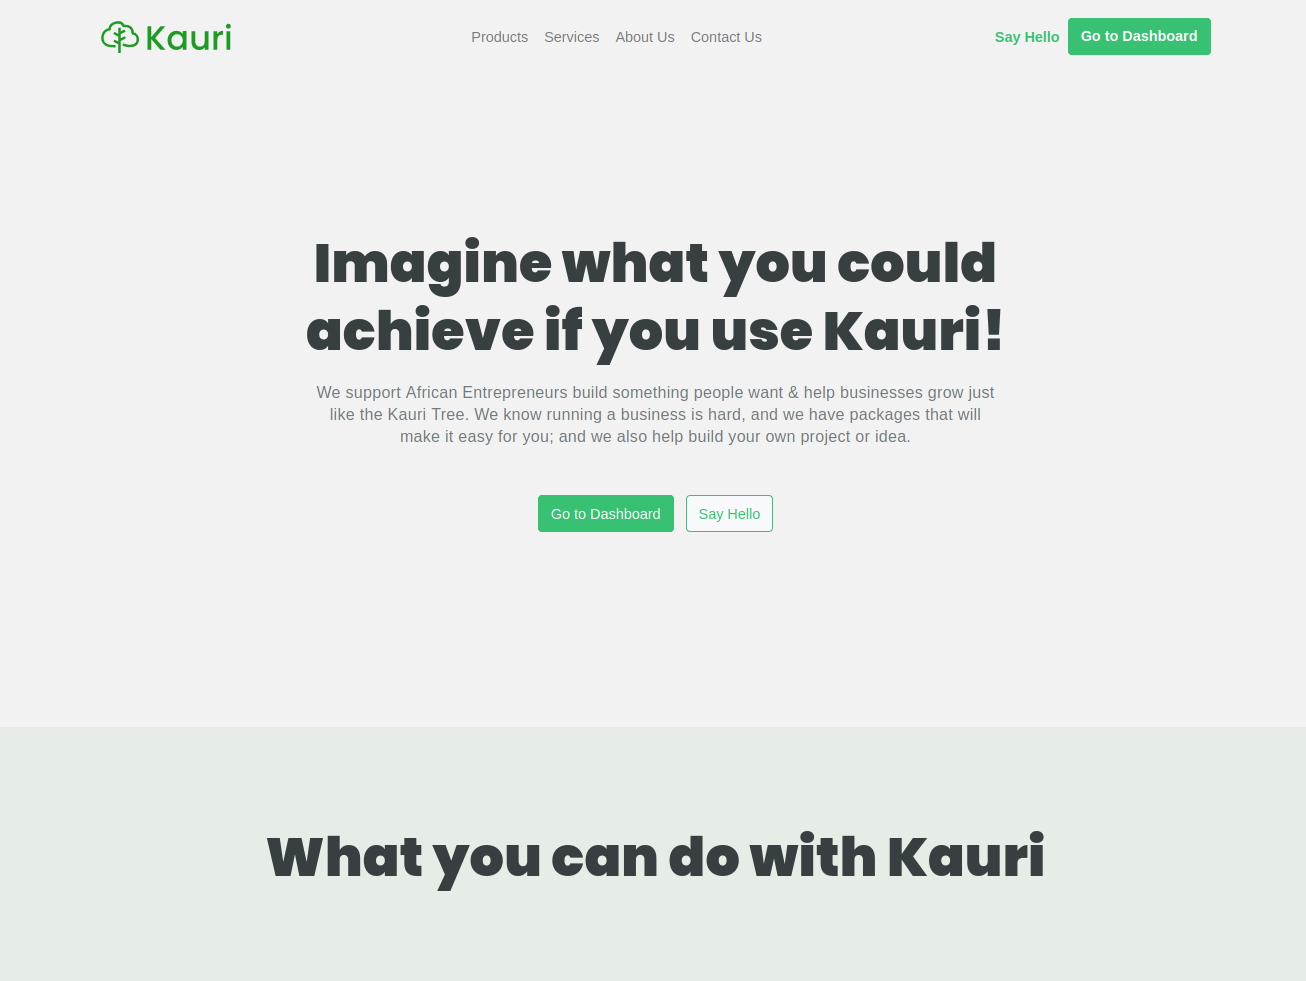 Kauri
Products
Services
About Us
Contact Us
Say Hello
Go to Dashboard
Imagine what you could
achieve if you use Kauri!
We support African Entrepreneurs build something people want & help businesses grow just
like the Kauri Tree. We know running a business is hard, and we have packages that will
make it easy for you; and we also help build your own project or idea.
Go to Dashboard
Say Hello
What you can do with Kauri